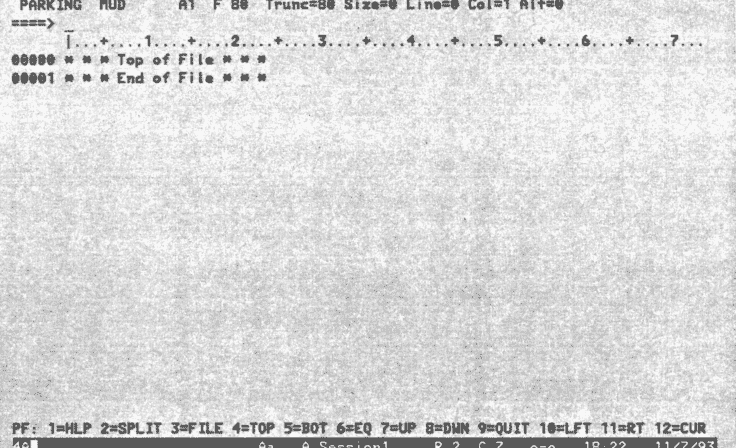 PARKING MUD A1 F 80 Trunc=80 Size=0 Line=0 Col=1 Alt=0
====> _
|...+....1....+....2....+....3....+....4....+....5....+....6....+....7...
00000 * * * Top of File * * *
00001 * * * End of File * * *
PF: 1=HLP 2=SPLIT 3=FILE 4=TOP 5=BOT 6=EQ 7=UP 8=DWN 9=QUIT 10=LFT 11=RT 12=CUR
Aa A Session1 R 2 C 7 18:22 11/7/93